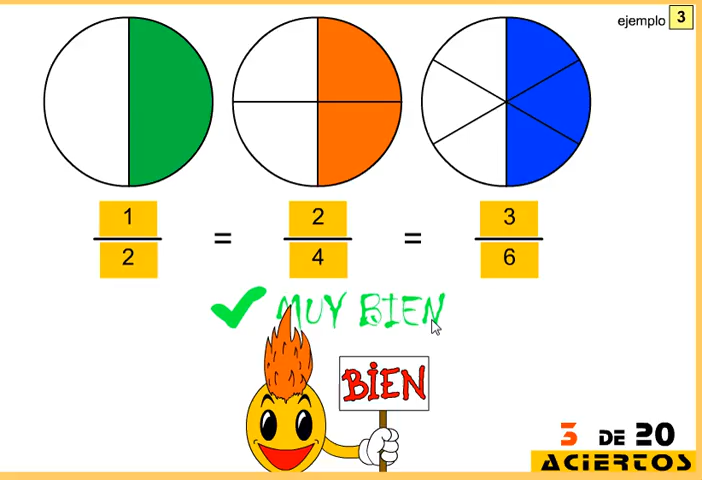 ejemplo 3
1 2 3
= =
2 4 6
MUY BIEN
BIEN
3 DE 20
ACIERTOS